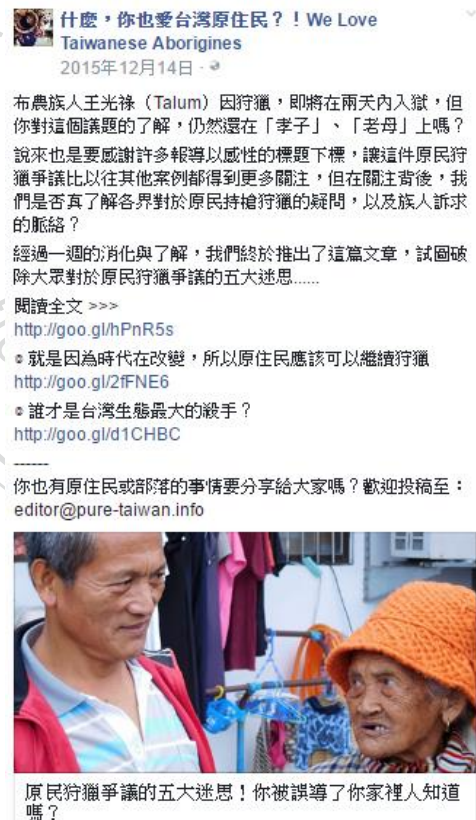 什麼，你也愛台灣原住民？！We Love
Taiwanese Aborigines
2015年12月14日 ·
布農族人王光祿（Talum）因狩獵，即將在兩天內入獄，但
你對這個議題的了解，仍然還在「孝子」、「老母」上嗎？
說來也是要感謝許多報導以感性的標題下標，讓這件原民狩
獵爭議比以往其他案例都得到更多關注，但在關注背後，我
們是否真了解各界對於原民持槍狩獵的疑問，以及族人訴求
的脈絡？
經過一週的消化與了解，我們終於推出了這篇文章，試圖破
除大眾對於原民狩獵爭議的五大迷思......
閱讀全文 >>>
http://goo.gl/hPnR5s
◎就是因為時代在改變，所以原住民應該可以繼續狩獵
http://goo.gl/2fFNE6
◎誰才是台灣生態最大的殺手？
http://goo.gl/d1CHBC
------
你也有原住民或部落的事情要分享給大家嗎？歡迎投稿至：
editor@pure-taiwan.info
原民狩獵爭議的五大迷思！你被誤導了你家裡人知道
嗎？